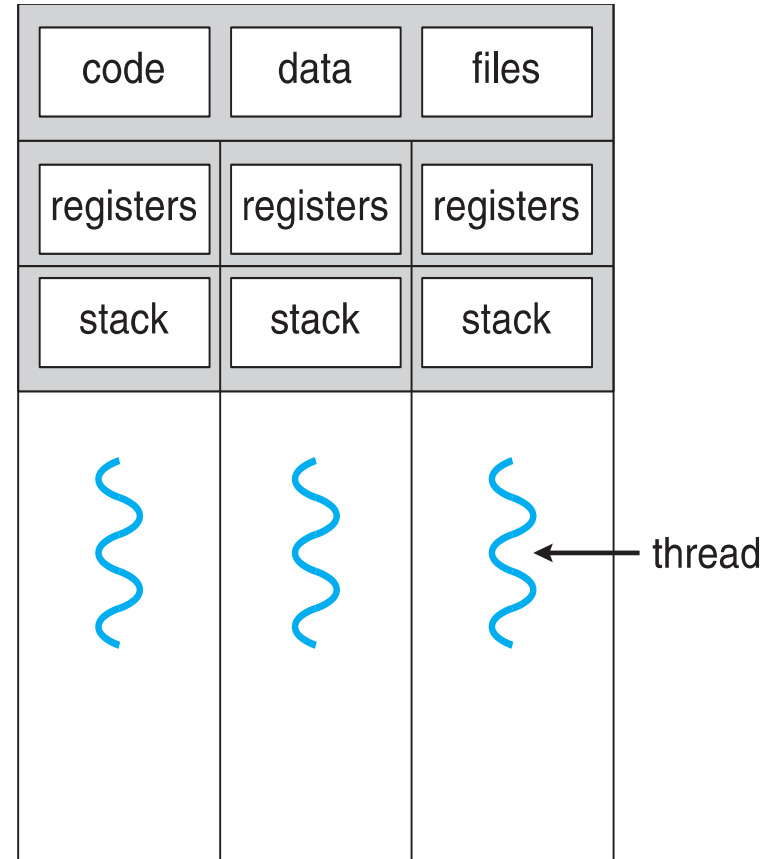 code data files
registers registers registers
stack stack stack
thread